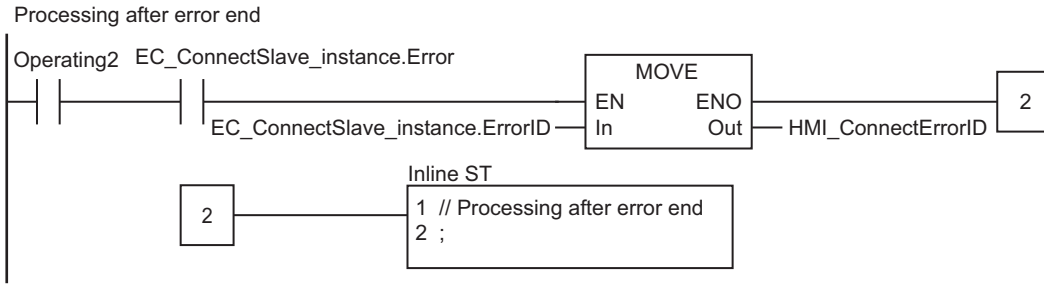 Processing after error end
Operating2 EC_ConnectSlave_instance.Error
MOVE
EN ENO
EC_ConnectSlave_instance.ErrorID In Out HMI_ConnectErrorID
2
Inline ST
2
1 // Processing after error end
2 ;